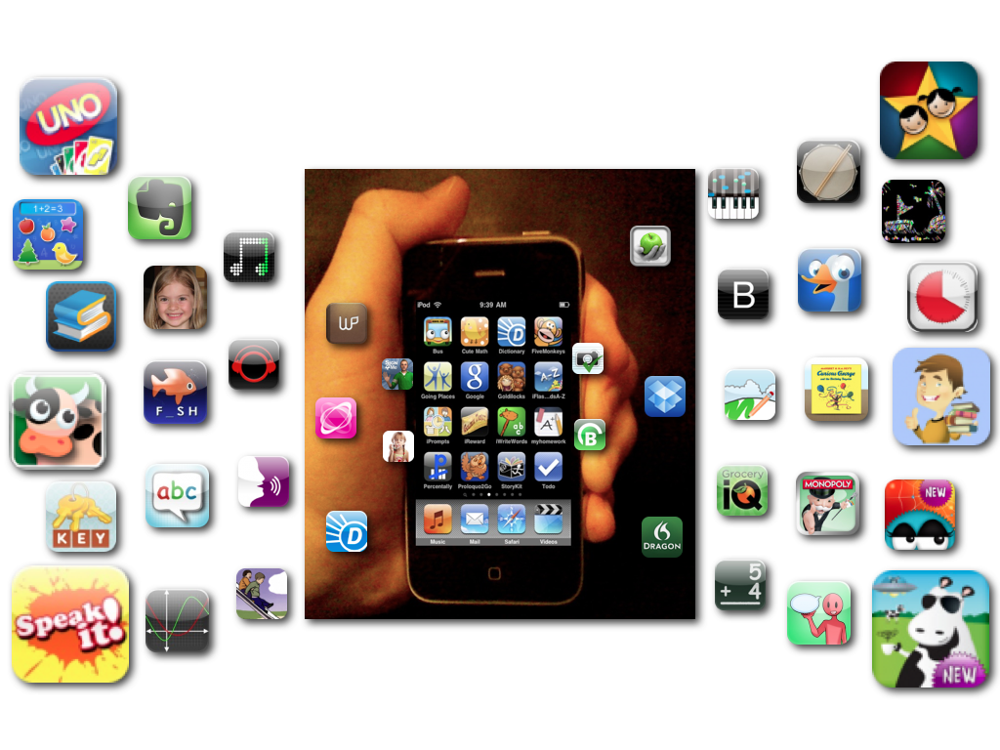 UNO
1+2=3
F_SH
abc
KEY
Speak it!
WP
D
iPod 9:39 AM
Bus Cute Math Dictionary FiveMonkeys
Going Places Google Goldilocks iFlas...dsA-Z
iPrompts iReward iWriteWords myhomework
Percentally Proloquo2Go StoryKit Todo
Music Mail Safari Videos
B
DRAGON
B
Curious George
Grocery iQ
MONOPOLY
NEW
5
+ 4
NEW